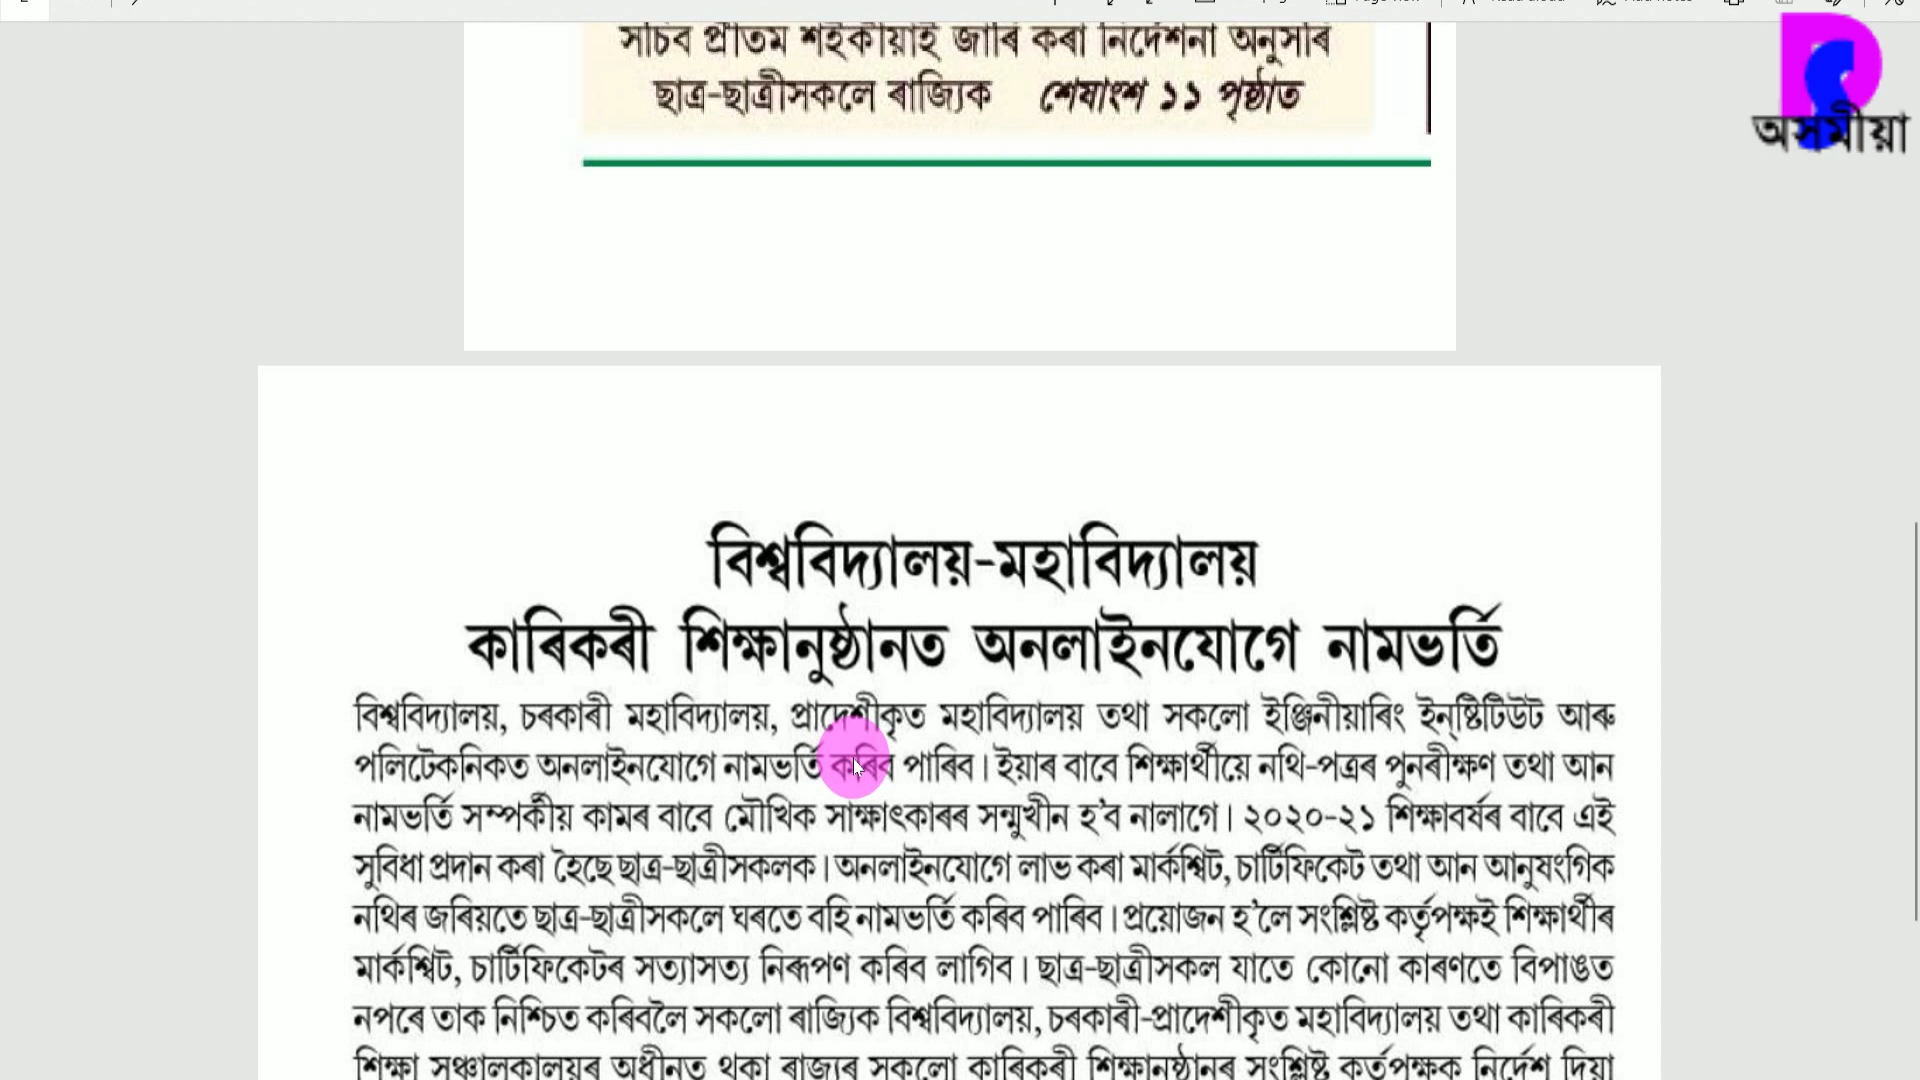 সচিব প্ৰীতম শইকীয়াই জাৰি কৰা নিৰ্দেশনা অনুসৰি
ছাত্ৰ-ছাত্ৰীসকলে ৰাজ্যিক শেষাংশ ১১ পৃষ্ঠাত
অসমীয়া
বিশ্ববিদ্যালয়-মহাবিদ্যালয়
কাৰিকৰী শিক্ষানুষ্ঠানত অনলাইনযোগে নামভৰ্তি
বিশ্ববিদ্যালয়, চৰকাৰী মহাবিদ্যালয়, প্ৰাদেশীকৃত মহাবিদ্যালয় তথা সকলো ইঞ্জিনীয়াৰিং ইন্‌ষ্টিটিউট আৰু
পলিটেকনিকত অনলাইনযোগে নামভৰ্তি কৰিব পাৰিব। ইয়াৰ বাবে শিক্ষাৰ্থীয়ে নথি-পত্ৰৰ পুনৰীক্ষণ তথা আন
নামভৰ্তি সম্পৰ্কীয় কামৰ বাবে মৌখিক সাক্ষাৎকাৰৰ সন্মুখীন হ'ব নালাগে। ২০২০-২১ শিক্ষাবৰ্ষৰ বাবে এই
সুবিধা প্ৰদান কৰা হৈছে ছাত্ৰ-ছাত্ৰীসকলক। অনলাইনযোগে লাভ কৰা মাৰ্কশ্বিট, চাৰ্টিফিকেট তথা আন আনুষংগিক
নথিৰ জৰিয়তে ছাত্ৰ-ছাত্ৰীসকলে ঘৰতে বহি নামভৰ্তি কৰিব পাৰিব। প্ৰয়োজন হ'লে সংশ্লিষ্ট কৰ্তৃপক্ষই শিক্ষাৰ্থীৰ
মাৰ্কশ্বিট, চাৰ্টিফিকেটৰ সত্যাসত্য নিৰূপণ কৰিব লাগিব। ছাত্ৰ-ছাত্ৰীসকল যাতে কোনো কাৰণতে বিপাঙত
নপৰে তাক নিশ্চিত কৰিবলৈ সকলো ৰাজ্যিক বিশ্ববিদ্যালয়, চৰকাৰী-প্ৰাদেশীকৃত মহাবিদ্যালয় তথা কাৰিকৰী
শিক্ষা সঞ্চালকালয়ৰ অধীনত থকা ৰাজ্যৰ সকলো কাৰিকৰী শিক্ষানুষ্ঠানৰ সংশ্লিষ্ট কৰ্তৃপক্ষক নিৰ্দেশ দিয়া